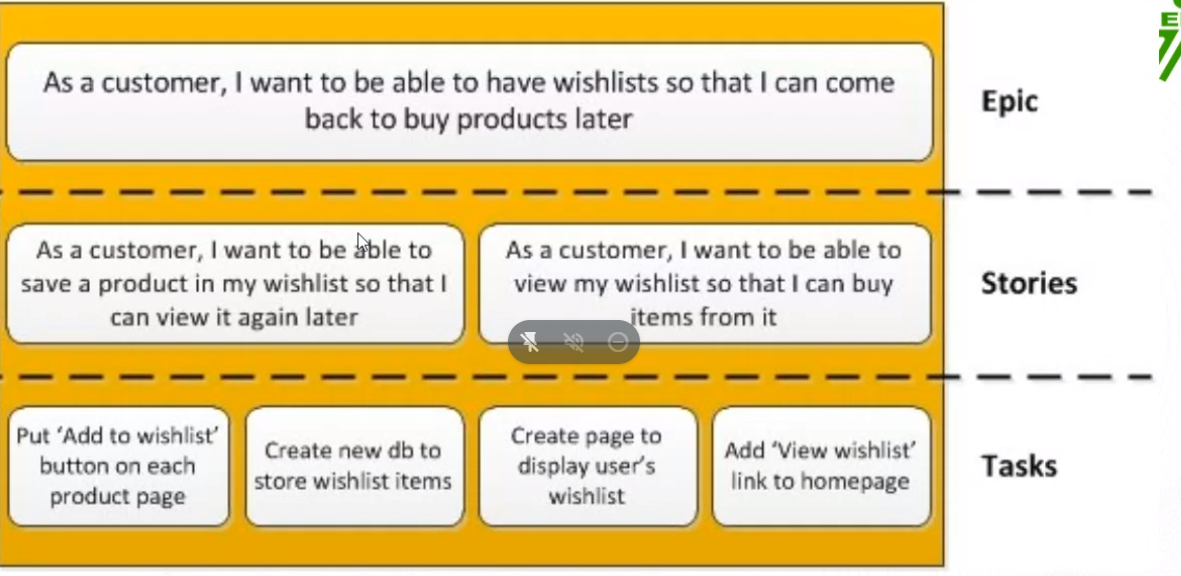 As a customer, I want to be able to have wishlists so that I can come
back to buy products later
Epic
As a customer, I want to be able to
save a product in my wishlist so that I
can view it again later
As a customer, I want to be able to
view my wishlist so that I can buy
items from it
Stories
Put ‘Add to wishlist’
button on each
product page
Create new db to
store wishlist items
Create page to
display user’s
wishlist
Add ‘View wishlist’
link to homepage
Tasks